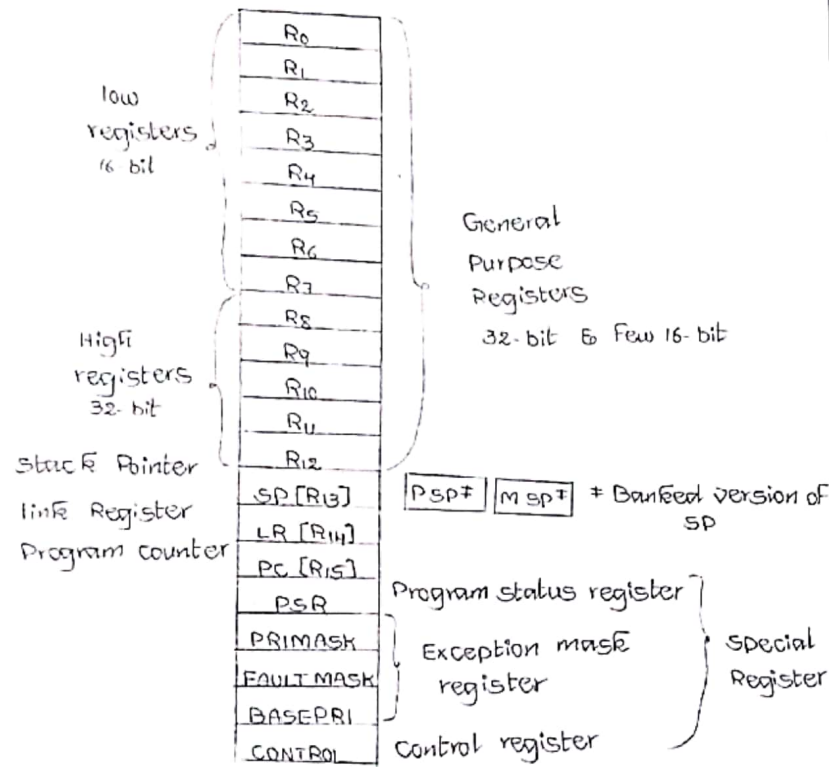 R0
R1
low
R2
registers
R3
16-bit
R4
R5
General
R6
Purpose
R7
Registers
R8
32-bit & Few 16-bit
High
R9
registers
R10
32-bit
R11
stack Pointer
R12
SP [R13]
PSP‡
MSP‡
‡ Banked version of
SP
link Register
LR [R14]
Program counter
PC [R15]
Program status register
PSR
PRIMASK
Exception mask
register
special
Register
FAULTMASK
BASEPRI
CONTROL
control register